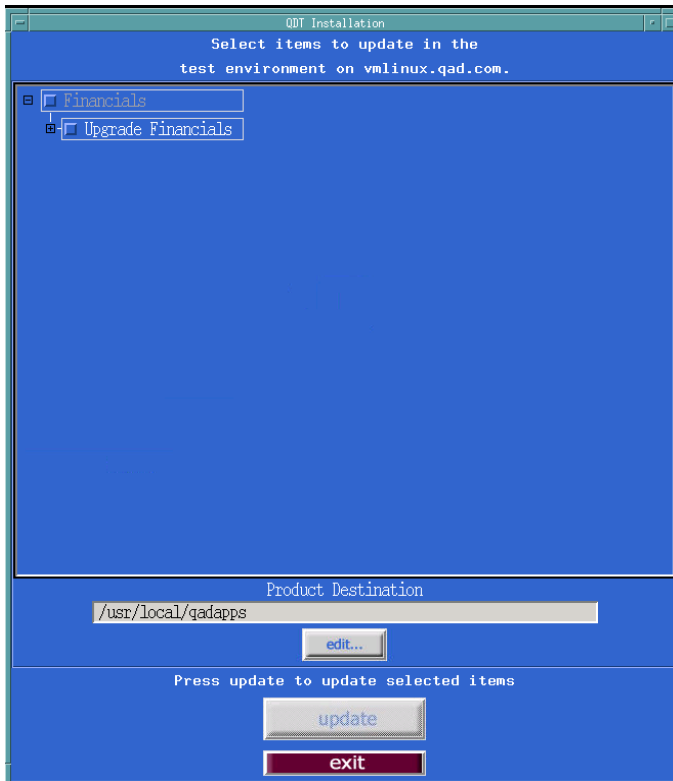 QDT Installation
Select items to update in the
test environment on vmlinux.qad.com.
Financials
Upgrade Financials
Product Destination
/usr/local/qadapps
edit...
Press update to update selected items
update
exit